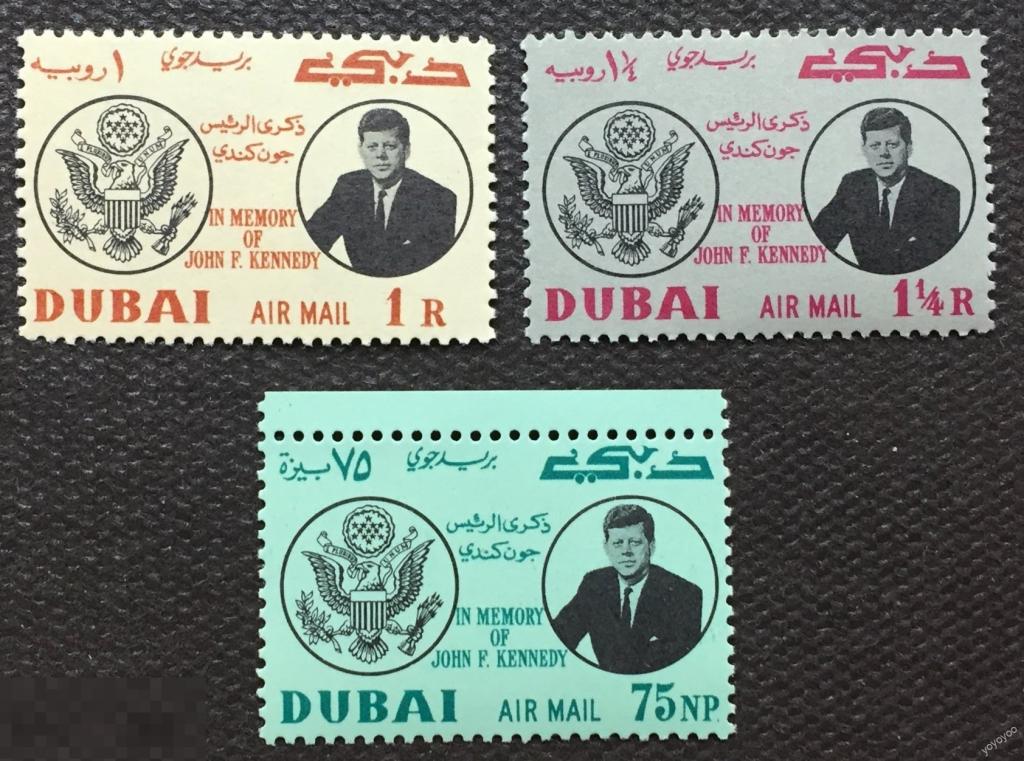 ١ روبيه بريد جوي دبي
ذكرى الرئيس
جون كندي
IN MEMORY
OF
JOHN F. KENNEDY
DUBAI AIR MAIL 1 R
١¼ روبيه بريد جوي دبي
ذكرى الرئيس
جون كندي
IN MEMORY
OF
JOHN F. KENNEDY
DUBAI AIR MAIL 1¼ R
٧٥ بيزة بريد جوي دبي
ذكرى الرئيس
جون كندي
IN MEMORY
OF
JOHN F. KENNEDY
DUBAI AIR MAIL 75 NP.
yoyoyoo